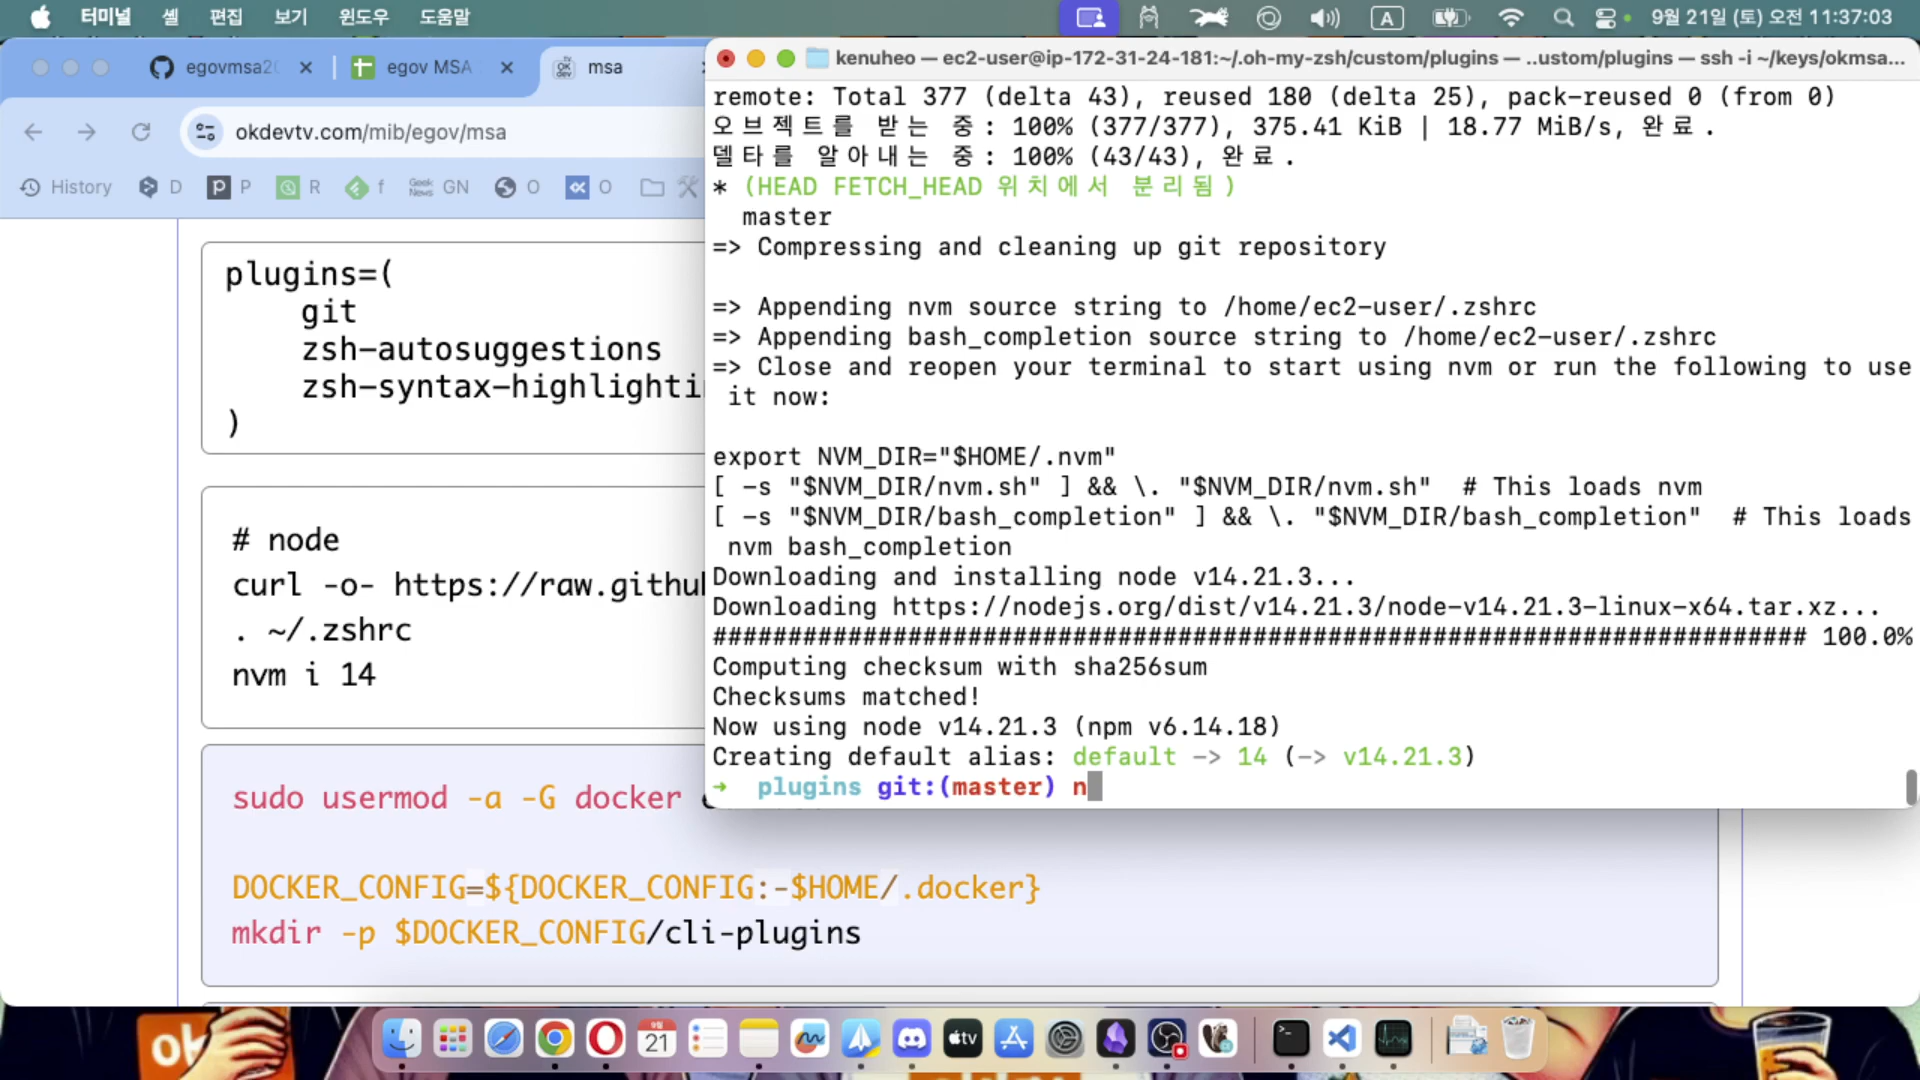 터미널 셸 편집 보기 윈도우 도움말 A 9월 21일 (토) 오전 11:37:03
egovmsa20 egov MSA msa
okdevtv.com/mib/egov/msa
History D P R f GN O O
plugins=(
git
zsh-autosuggestions
zsh-syntax-highlightin
)
# node
curl -o- https://raw.githu
. ~/.zshrc
nvm i 14
sudo usermod -a -G docker
DOCKER_CONFIG=${DOCKER_CONFIG:-$HOME/.docker}
mkdir -p $DOCKER_CONFIG/cli-plugins
kenuheo — ec2-user@ip-172-31-24-181:~/.oh-my-zsh/custom/plugins — ..ustom/plugins — ssh -i ~/keys/okmsa...
remote: Total 377 (delta 43), reused 180 (delta 25), pack-reused 0 (from 0)
오브젝트를 받는 중: 100% (377/377), 375.41 KiB | 18.77 MiB/s, 완료.
델타를 알아내는 중: 100% (43/43), 완료.
* (HEAD FETCH_HEAD 위치에서 분리됨)
master
=> Compressing and cleaning up git repository
=> Appending nvm source string to /home/ec2-user/.zshrc
=> Appending bash_completion source string to /home/ec2-user/.zshrc
=> Close and reopen your terminal to start using nvm or run the following to use
it now:
export NVM_DIR="$HOME/.nvm"
[ -s "$NVM_DIR/nvm.sh" ] && \. "$NVM_DIR/nvm.sh"  # This loads nvm
[ -s "$NVM_DIR/bash_completion" ] && \. "$NVM_DIR/bash_completion"  # This loads
nvm bash_completion
Downloading and installing node v14.21.3...
Downloading https://nodejs.org/dist/v14.21.3/node-v14.21.3-linux-x64.tar.xz...
######################################################################### 100.0%
Computing checksum with sha256sum
Checksums matched!
Now using node v14.21.3 (npm v6.14.18)
Creating default alias: default -> 14 (-> v14.21.3)
➜ plugins git:(master) n
ok
9월
21
tv